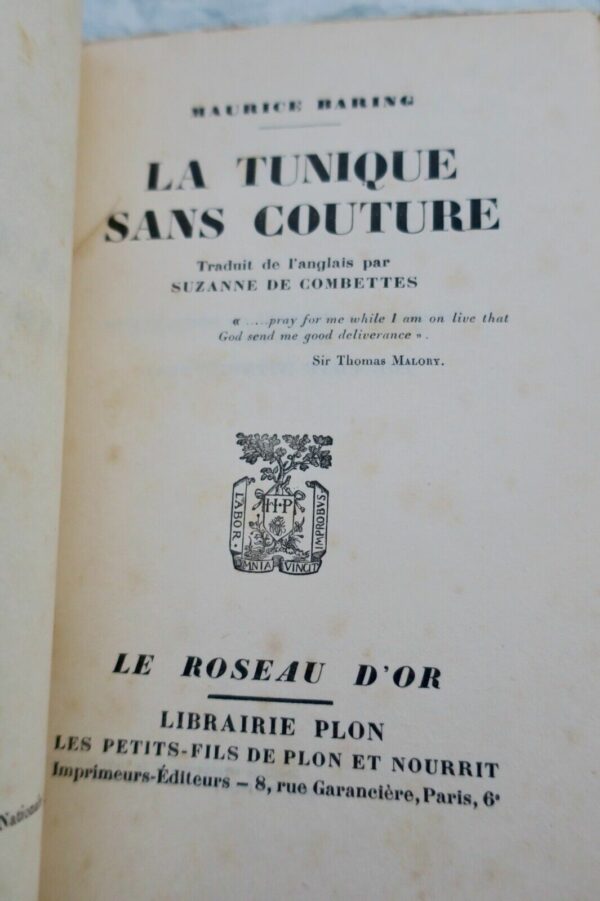 MAURICE BARING
LA TUNIQUE
SANS COUTURE
Traduit de l'anglais par
SUZANNE DE COMBETTES
« .....pray for me while I am on live that
God send me good deliverance ».
Sir Thomas MALORY.
LABOR
H·P
IMPROBVS
OMNIA VINCIT
LE ROSEAU D'OR
LIBRAIRIE PLON
LES PETITS-FILS DE PLON ET NOURRIT
Imprimeurs-Éditeurs – 8, rue Garancière, Paris, 6e